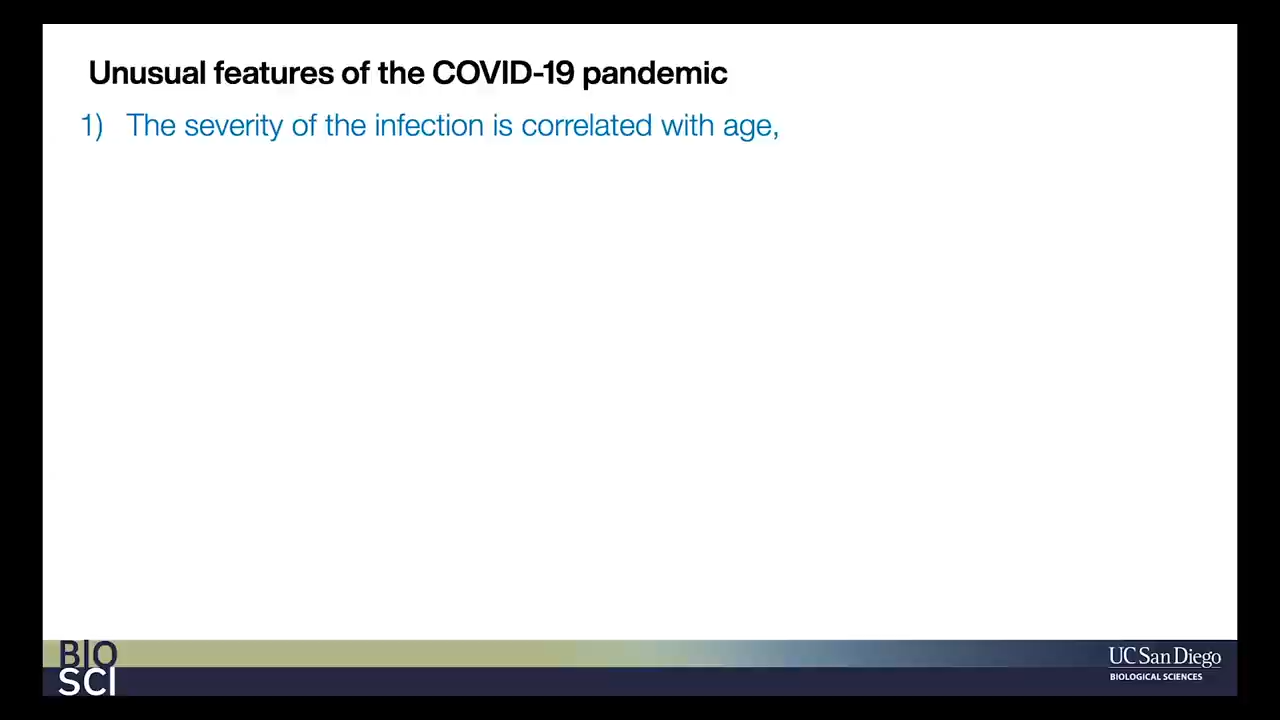 Unusual features of the COVID-19 pandemic
1) The severity of the infection is correlated with age,
BIO
SCI
UC San Diego
BIOLOGICAL SCIENCES